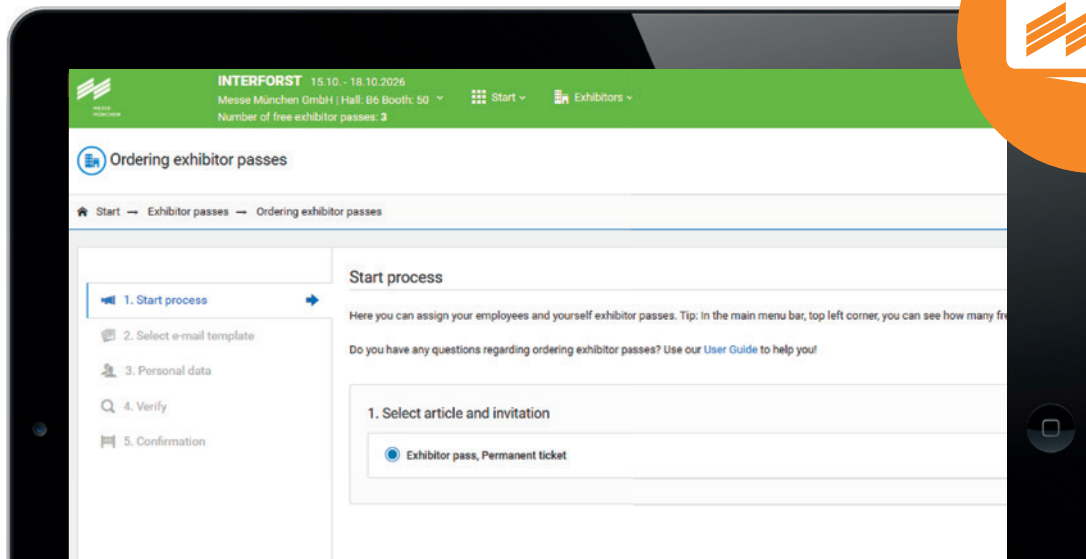 INTERFORST 15.10. - 18.10.2026
Messe München GmbH | Hall: B6 Booth: 50
Number of free exhibitor passes: 3
Start
Exhibitors
MESSE
MÜNCHEN
Ordering exhibitor passes
Start → Exhibitor passes → Ordering exhibitor passes
1. Start process
2. Select e-mail template
3. Personal data
4. Verify
5. Confirmation
Start process
Here you can assign your employees and yourself exhibitor passes. Tip: In the main menu bar, top left corner, you can see how many
Do you have any questions regarding ordering exhibitor passes? Use our User Guide to help you!
1. Select article and invitation
Exhibitor pass, Permanent ticket